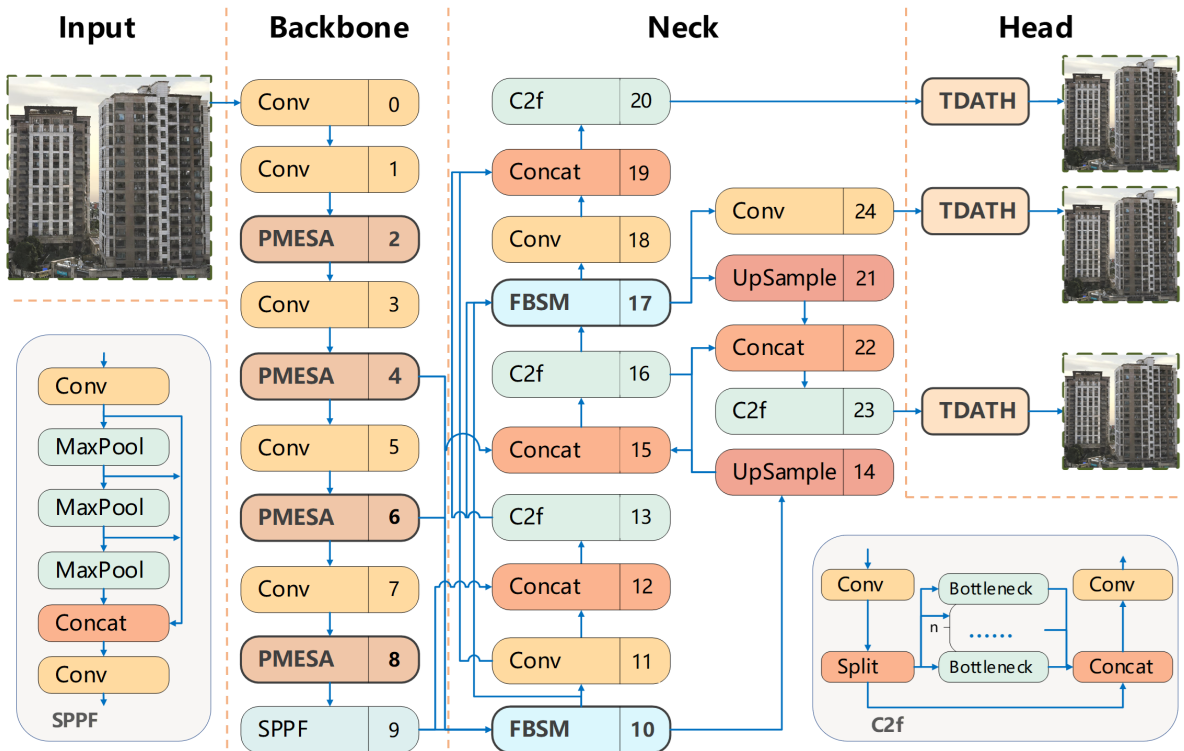 Input
Backbone
Neck
Head
Conv 0
Conv 1
PMESA 2
Conv 3
PMESA 4
Conv 5
PMESA 6
Conv 7
PMESA 8
SPPF 9
C2f 20
Concat 19
Conv 18
FBSM 17
C2f 16
Concat 15
C2f 13
Concat 12
Conv 11
FBSM 10
Conv 24
UpSample 21
Concat 22
C2f 23
UpSample 14
TDATH
TDATH
TDATH
Conv
MaxPool
MaxPool
MaxPool
Concat
Conv
SPPF
Conv
Bottleneck
Conv
n
......
Split
Bottleneck
Concat
C2f